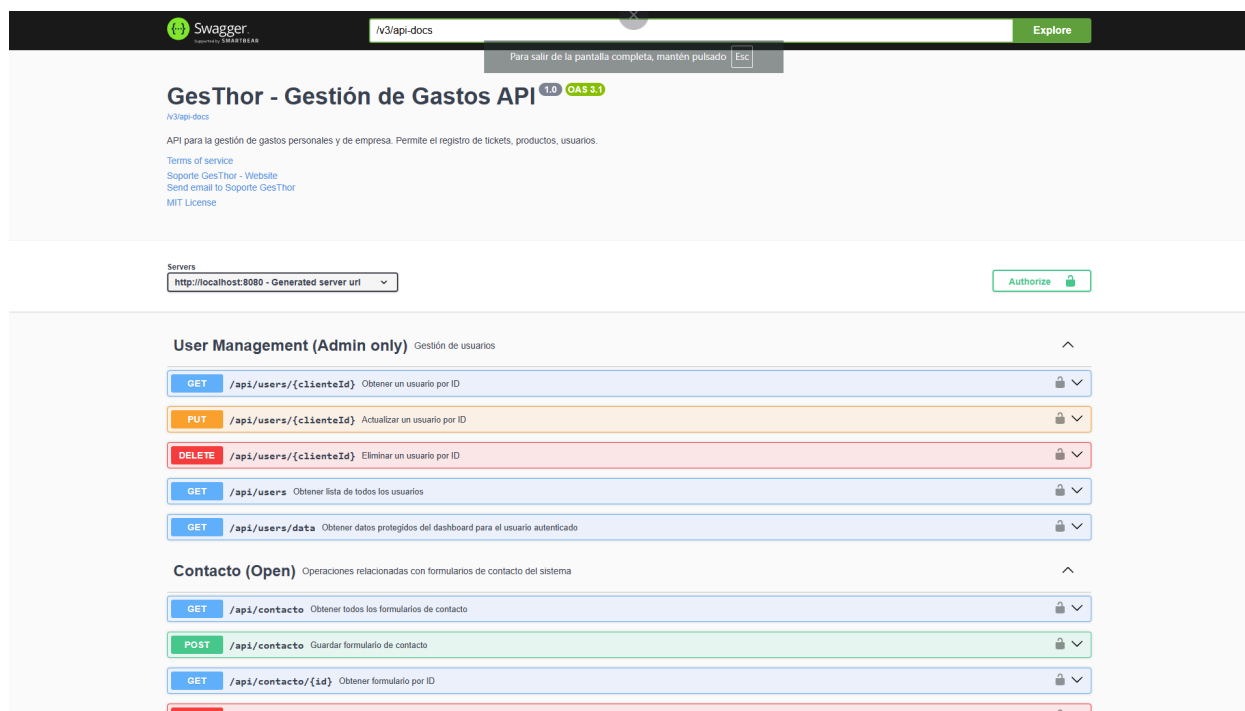 Swagger.
Supported by SMARTBEAR
/v3/api-docs
Explore
Para salir de la pantalla completa, mantén pulsado Esc
GesThor - Gestión de Gastos API 1.0 OAS 3.1
/v3/api-docs
API para la gestión de gastos personales y de empresa. Permite el registro de tickets, productos, usuarios.
Terms of service
Soporte GesThor - Website
Send email to Soporte GesThor
MIT License
Servers
http://localhost:8080 - Generated server url
Authorize
User Management (Admin only) Gestión de usuarios
GET /api/users/{clienteId} Obtener un usuario por ID
PUT /api/users/{clienteId} Actualizar un usuario por ID
DELETE /api/users/{clienteId} Eliminar un usuario por ID
GET /api/users Obtener lista de todos los usuarios
GET /api/users/data Obtener datos protegidos del dashboard para el usuario autenticado
Contacto (Open) Operaciones relacionadas con formularios de contacto del sistema
GET /api/contacto Obtener todos los formularios de contacto
POST /api/contacto Guardar formulario de contacto
GET /api/contacto/{id} Obtener formulario por ID